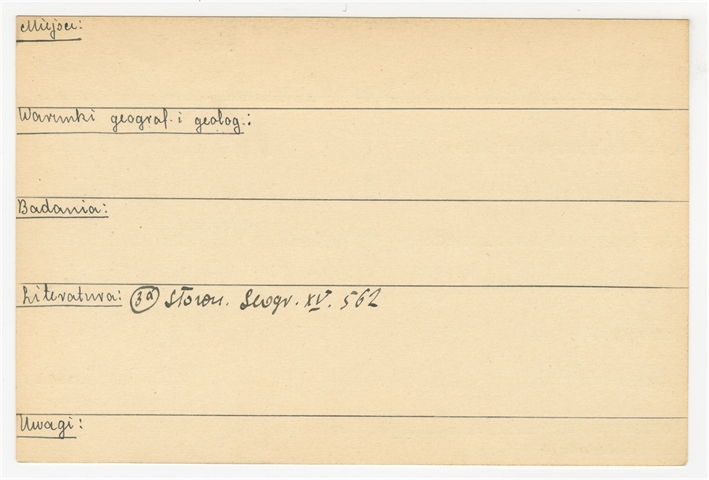 Miejsce:
Warunki geograf. i geolog.:
Badania:
Literatura: 3a Słown. Geogr. XV. 562
Uwagi: